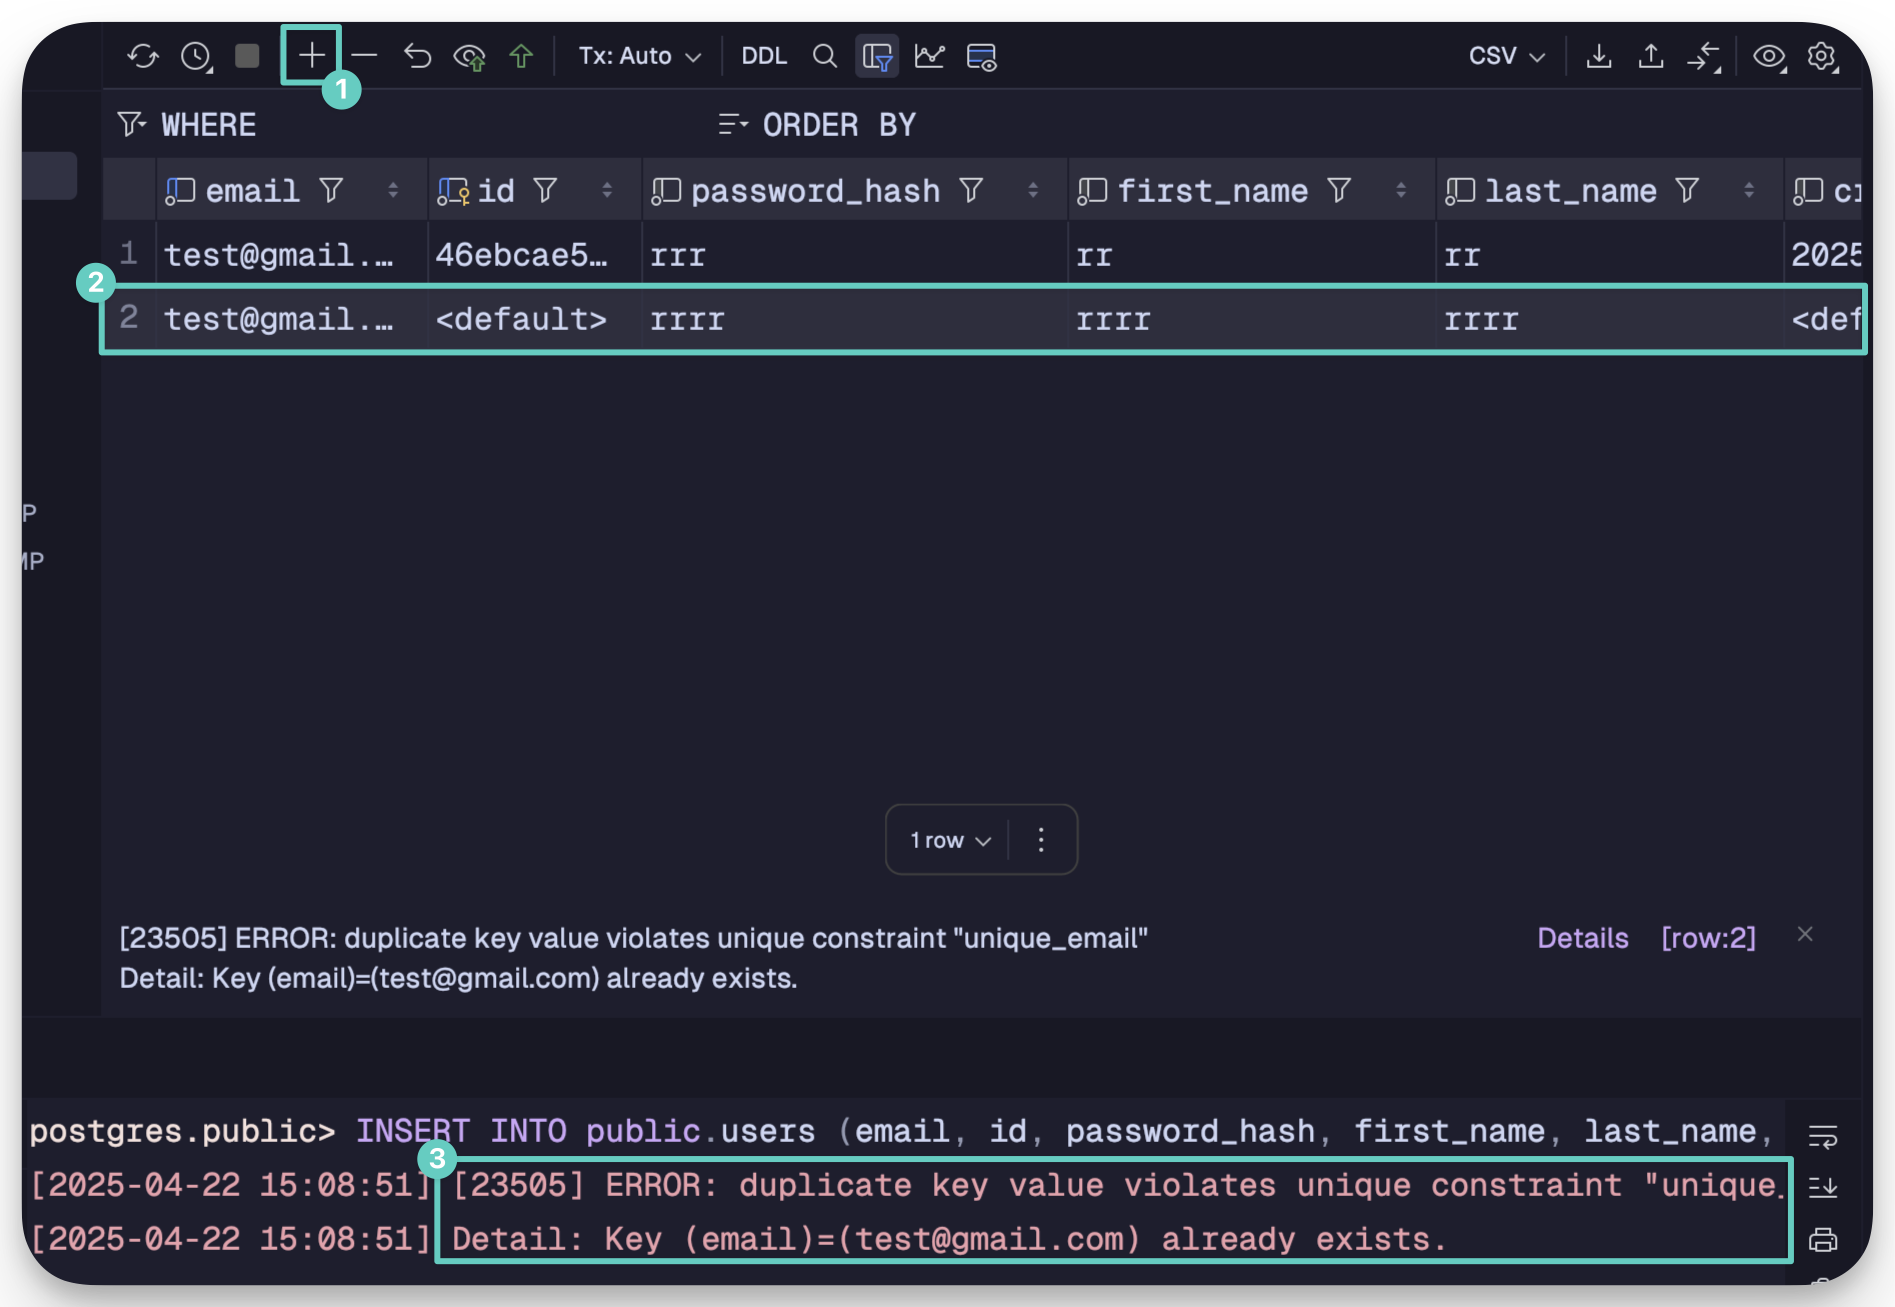 Tx: Auto DDL CSV
1
WHERE ORDER BY
email id password_hash first_name last_name
1 test@gmail.… 46ebcae5… rrr rr rr 2025
2
2 test@gmail.… <default> rrrr rrrr rrrr <def
P
MP
1 row
[23505] ERROR: duplicate key value violates unique constraint "unique_email" Details [row:2]
Detail: Key (email)=(test@gmail.com) already exists.
postgres.public> INSERT INTO public.users (email, id, password_hash, first_name, last_name,
3
[2025-04-22 15:08:51] [23505] ERROR: duplicate key value violates unique constraint "unique_
[2025-04-22 15:08:51] Detail: Key (email)=(test@gmail.com) already exists.